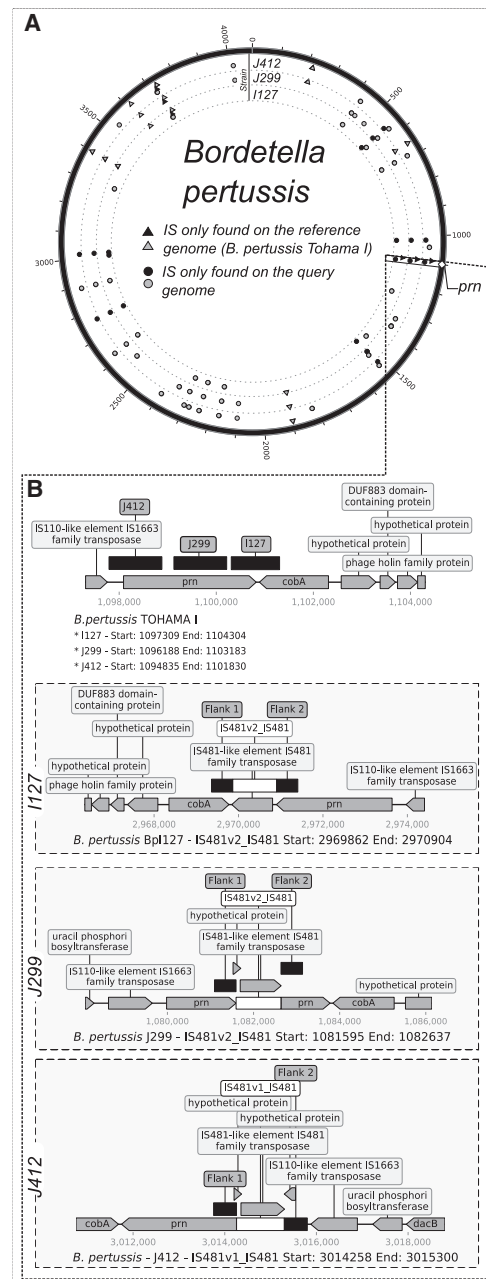 A
0
4000
J412
J299
I127
Strain
500
3500
Bordetella
pertussis
IS only found on the reference
genome (B. pertussis Tohama I)
IS only found on the query
genome
1000
3000
prn
1500
2500
2000
B
DUF883 domain-
containing protein
J412
hypothetical protein
IS110-like element IS1663
family transposase
J299
I127
hypothetical protein
phage holin family protein
prn
cobA
1,098,000
1,100,000
1,102,000
1,104,000
B.pertussis TOHAMA I
* I127 - Start: 1097309 End: 1104304
* J299 - Start: 1096188 End: 1103183
* J412 - Start: 1094835 End: 1101830
I127
DUF883 domain-
containing protein
Flank 1
Flank 2
hypothetical protein
IS481v2_IS481
hypothetical protein
IS481-like element IS481
family transposase
IS110-like element IS1663
family transposase
phage holin family protein
cobA
prn
2,968,000
2,970,000
2,972,000
2,974,000
B. pertussis BpI127 - IS481v2_IS481 Start: 2969862 End: 2970904
J299
Flank 1
Flank 2
IS481v2_IS481
hypothetical protein
uracil phosphori
bosyltransferase
IS481-like element IS481
family transposase
IS110-like element IS1663
family transposase
hypothetical protein
prn
prn
cobA
1,080,000
1,082,000
1,084,000
1,086,000
B. pertussis J299 - IS481v2_IS481 Start: 1081595 End: 1082637
J412
Flank 2
IS481v1_IS481
hypothetical protein
hypothetical protein
IS481-like element IS481
family transposase
IS110-like element IS1663
family transposase
Flank 1
uracil phosphori
bosyltransferase
cobA
prn
dacB
3,012,000
3,014,000
3,016,000
3,018,000
B. pertussis - J412 - IS481v1_IS481 Start: 3014258 End: 3015300